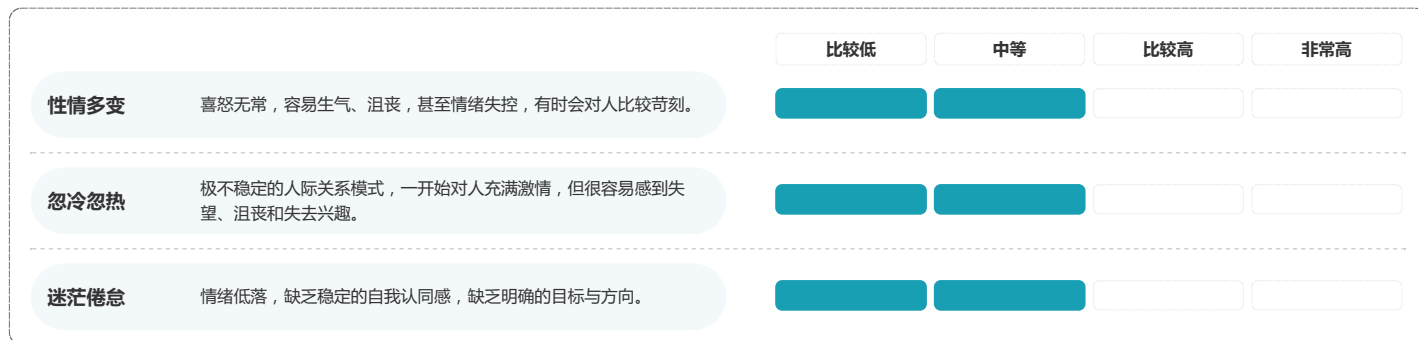 比较低 中等 比较高 非常高
性情多变 喜怒无常，容易生气、沮丧，甚至情绪失控，有时会对人比较苛刻。
忽冷忽热 极不稳定的人际关系模式，一开始对人充满激情，但很容易感到失
望、沮丧和失去兴趣。
迷茫倦怠 情绪低落，缺乏稳定的自我认同感，缺乏明确的目标与方向。